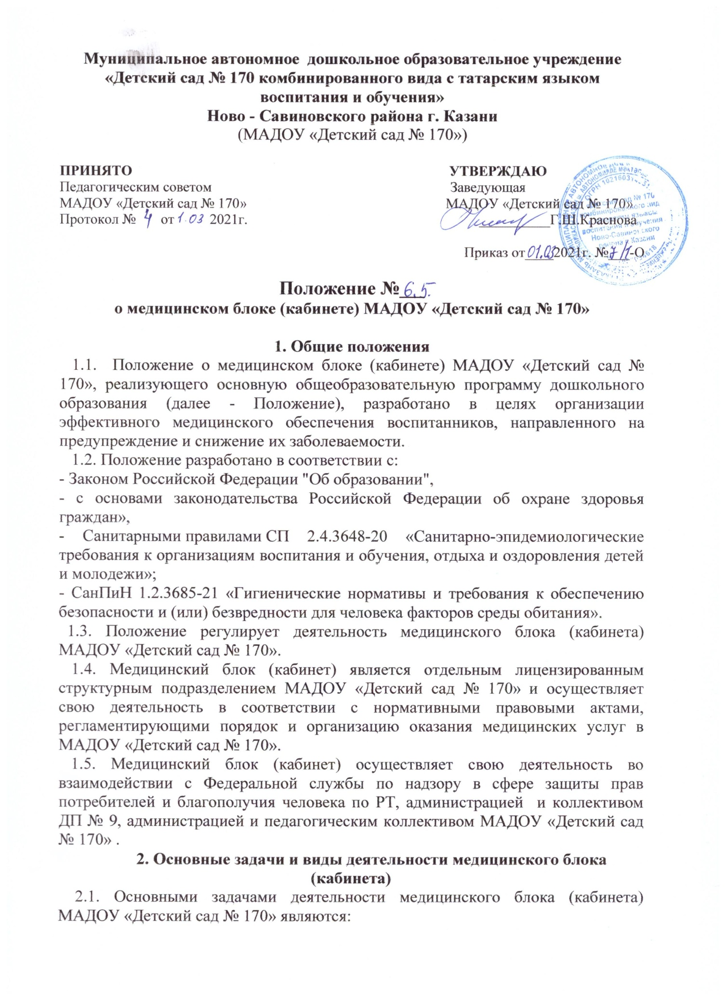 Муниципальное автономное дошкольное образовательное учреждение
«Детский сад № 170 комбинированного вида с татарским языком
воспитания и обучения»
Ново - Савиновского района г. Казани
(МАДОУ «Детский сад № 170»)
ПРИНЯТО
Педагогическим советом
МАДОУ «Детский сад № 170»
Протокол № 4 от 1.03 2021г.
УТВЕРЖДАЮ
Заведующая
МАДОУ «Детский сад № 170»
__________Г.Ш.Краснова
Приказ от 01.03 2021г. № 7/1-О
Положение № 6.5.
о медицинском блоке (кабинете) МАДОУ «Детский сад № 170»
1. Общие положения
1.1. Положение о медицинском блоке (кабинете) МАДОУ «Детский сад №
170», реализующего основную общеобразовательную программу дошкольного
образования (далее - Положение), разработано в целях организации
эффективного медицинского обеспечения воспитанников, направленного на
предупреждение и снижение их заболеваемости.
1.2. Положение разработано в соответствии с:
- Законом Российской Федерации "Об образовании",
- с основами законодательства Российской Федерации об охране здоровья
граждан»,
- Санитарными правилами СП 2.4.3648-20 «Санитарно-эпидемиологические
требования к организациям воспитания и обучения, отдыха и оздоровления детей
и молодежи»;
- СанПиН 1.2.3685-21 «Гигиенические нормативы и требования к обеспечению
безопасности и (или) безвредности для человека факторов среды обитания».
1.3. Положение регулирует деятельность медицинского блока (кабинета)
МАДОУ «Детский сад № 170».
1.4. Медицинский блок (кабинет) является отдельным лицензированным
структурным подразделением МАДОУ «Детский сад № 170» и осуществляет
свою деятельность в соответствии с нормативными правовыми актами,
регламентирующими порядок и организацию оказания медицинских услуг в
МАДОУ «Детский сад № 170».
1.5. Медицинский блок (кабинет) осуществляет свою деятельность во
взаимодействии с Федеральной службы по надзору в сфере защиты прав
потребителей и благополучия человека по РТ, администрацией и коллективом
ДП № 9, администрацией и педагогическим коллективом МАДОУ «Детский сад
№ 170» .
2. Основные задачи и виды деятельности медицинского блока
(кабинета)
2.1. Основными задачами деятельности медицинского блока (кабинета)
МАДОУ «Детский сад № 170» являются: